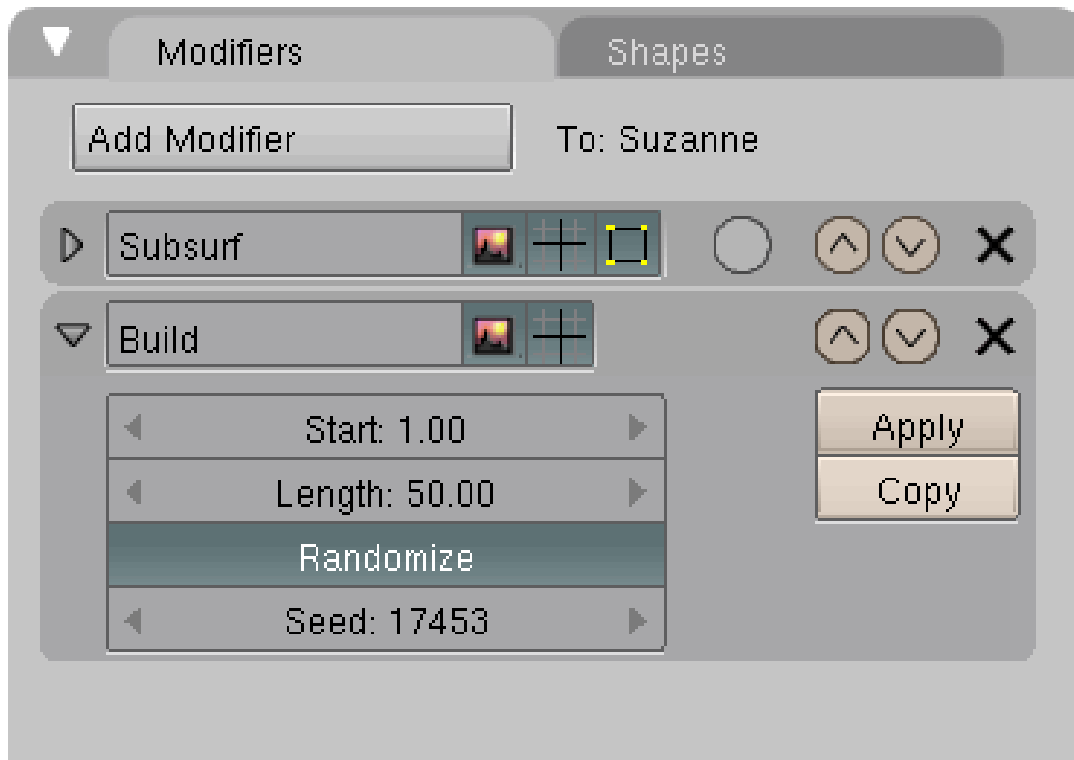 Modifiers Shapes
Add Modifier To: Suzanne
Subsurf
Build
Start: 1.00 Apply
Length: 50.00 Copy
Randomize
Seed: 17453